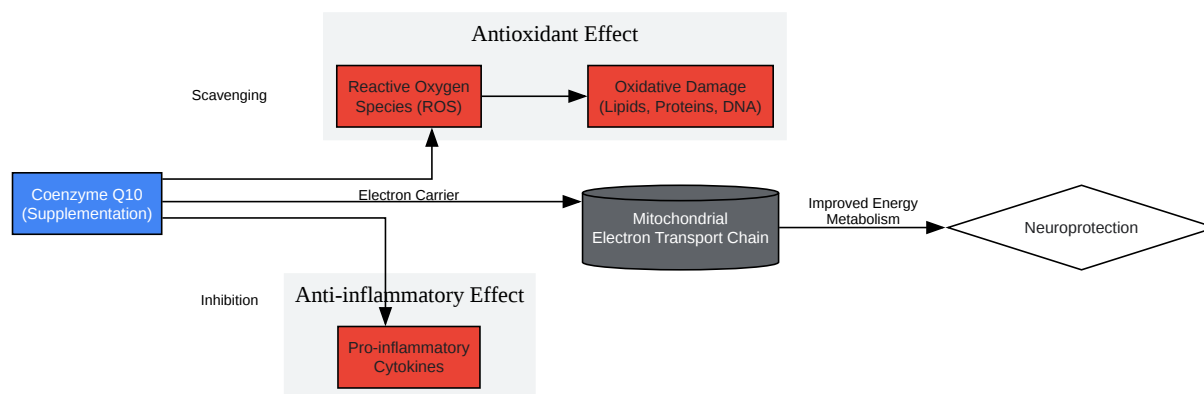 Antioxidant Effect
Scavenging
Reactive Oxygen
Species (ROS)
Oxidative Damage
(Lipids, Proteins, DNA)
Coenzyme Q10
(Supplementation)
Electron Carrier
Mitochondrial
Electron Transport Chain
Improved Energy
Metabolism
Neuroprotection
Inhibition
Anti-inflammatory Effect
Pro-inflammatory
Cytokines